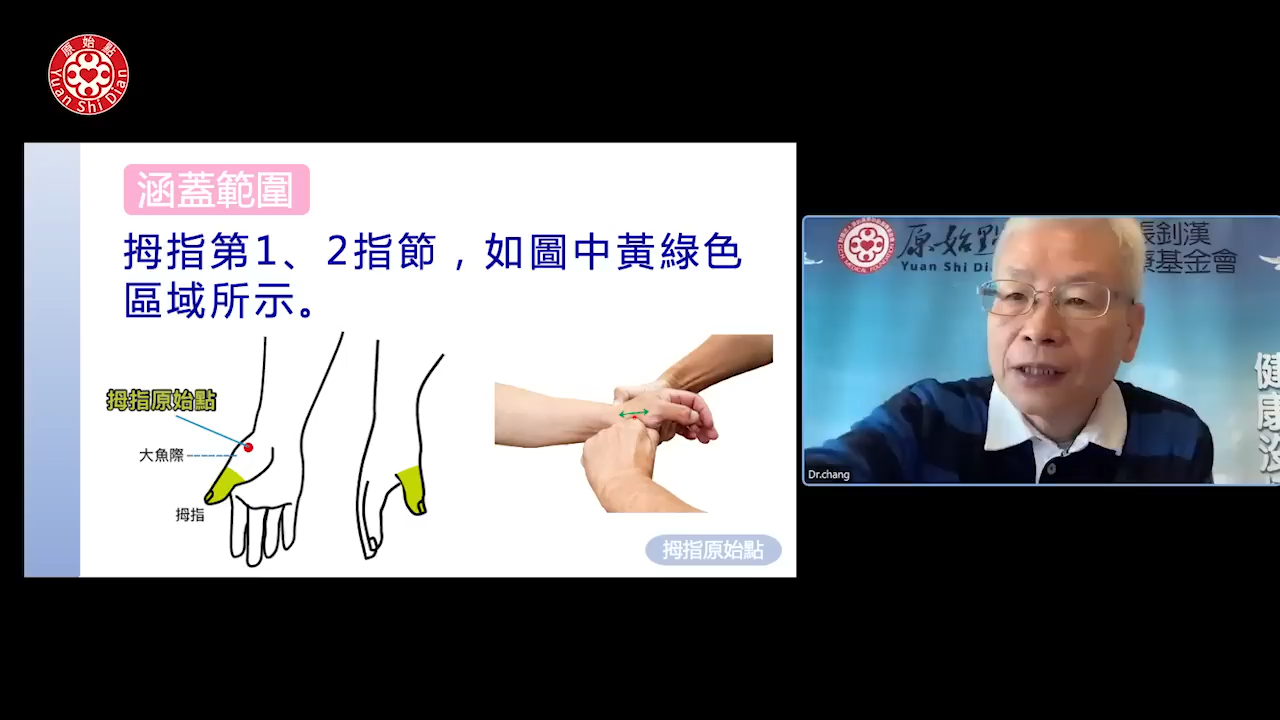 原始點
Yuan Shi Dian
涵蓋範圍
拇指第1、2指節，如圖中黃綠色
區域所示。
拇指原始點
大魚際
拇指
拇指原始點
原始點
Yuan Shi Di
張釗漢
基金會
健康
Dr.chang